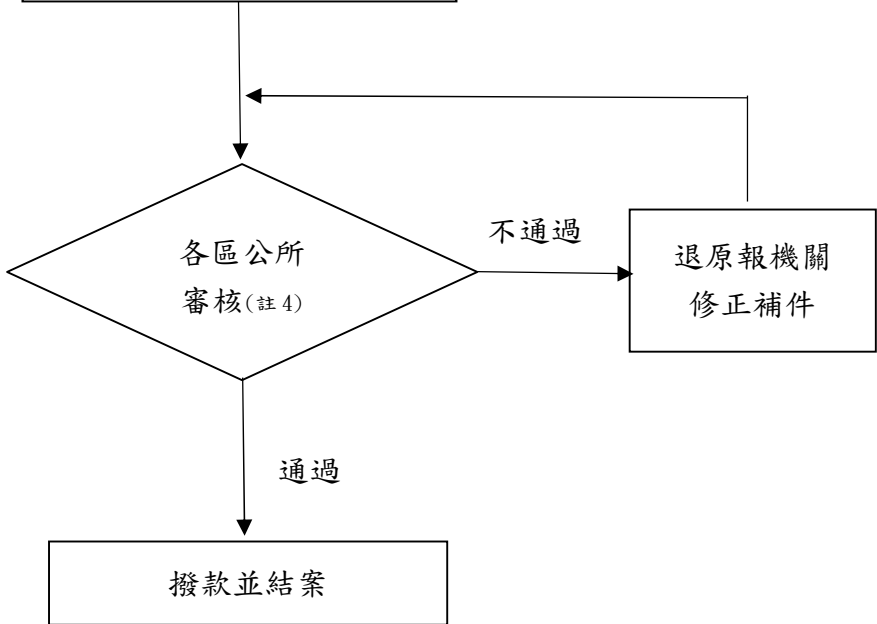 各區公所
審核(註4)
不通過
退原報機關
修正補件
通過
撥款並結案